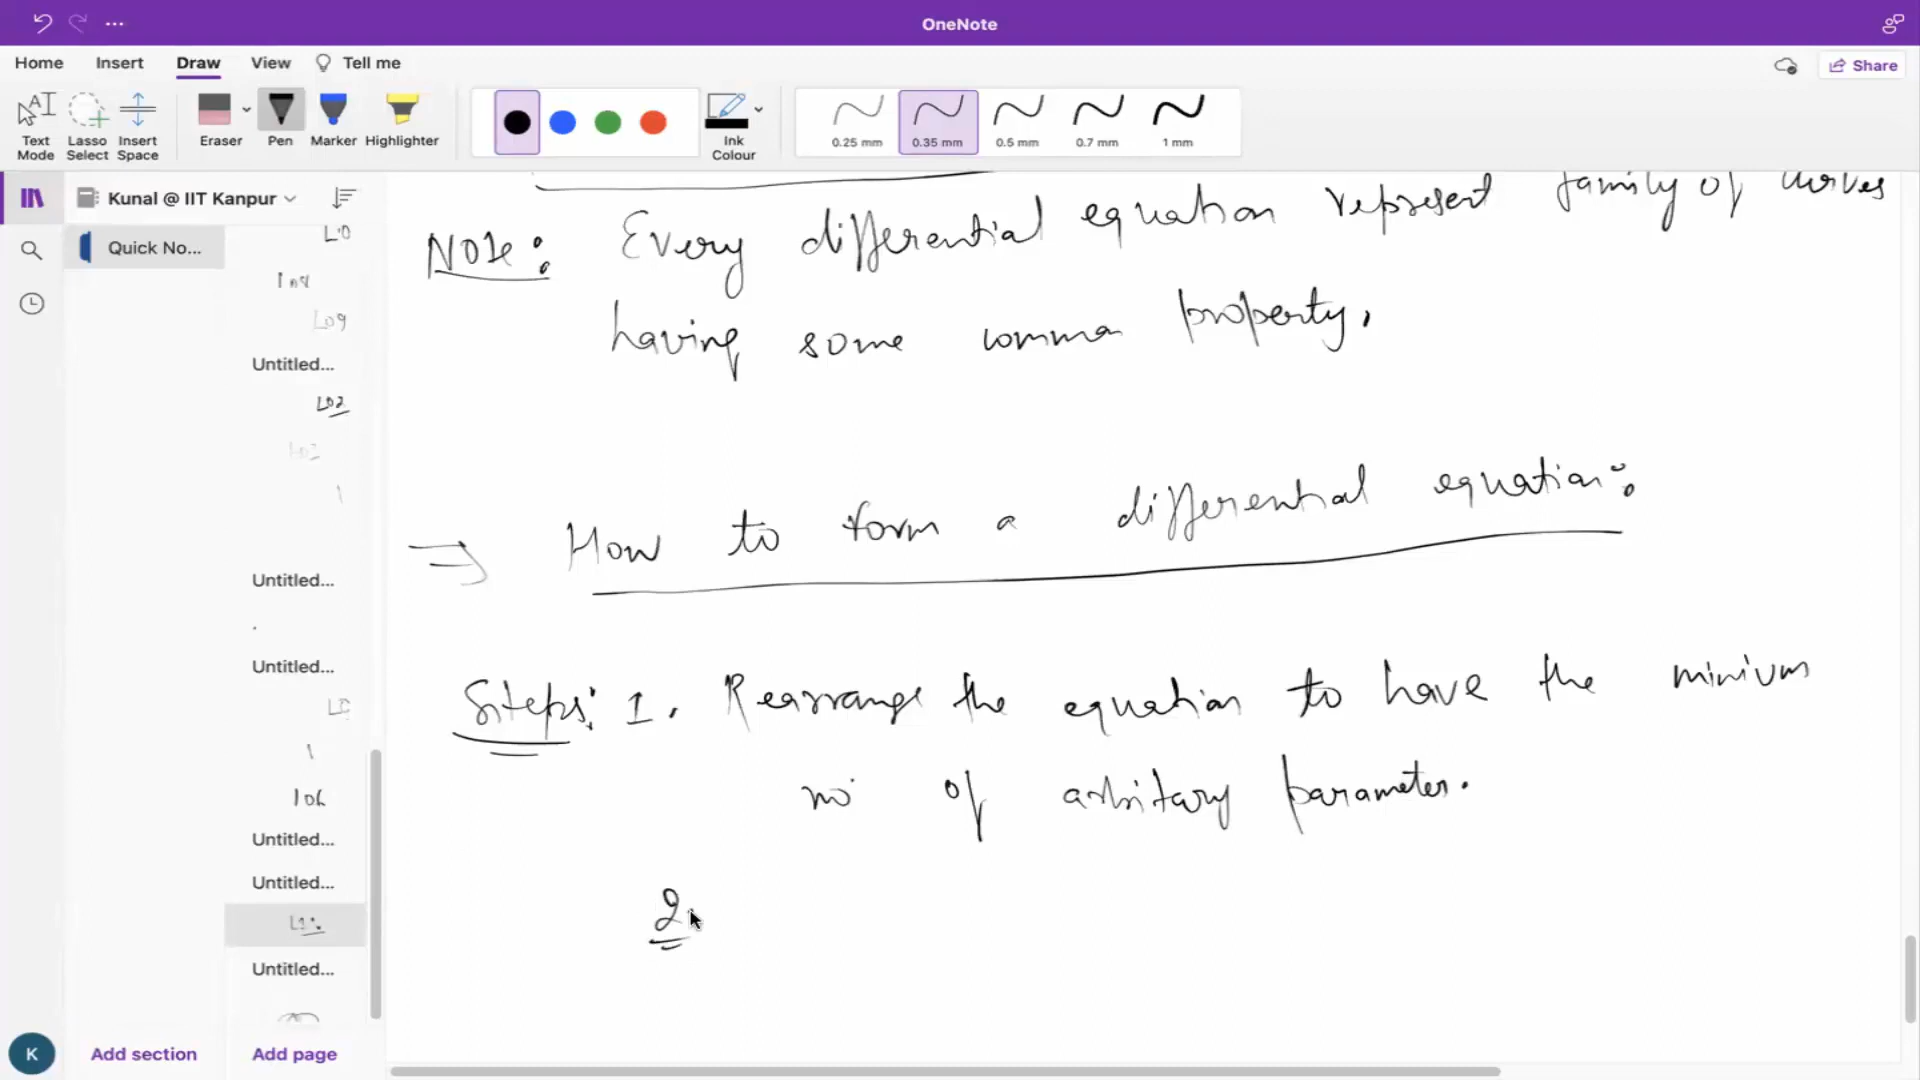 OneNote
Home Insert Draw View Tell me
Share
Text Mode
Lasso Select
Insert Space
Eraser
Pen
Marker
Highlighter
Ink Colour
0.25 mm
0.35 mm
0.5 mm
0.7 mm
1 mm
Kunal @ IIT Kanpur
Quick No...
L09
Untitled...
L02
Untitled...
Untitled...
Untitled...
Untitled...
Untitled...
K
Add section
Add page
Note: Every differential equation represent family of curves
having some common property.
⇒ How to form a differential equation:
Steps: 1. Rearrange the equation to have the minium
no of arbitary parameter.
2.